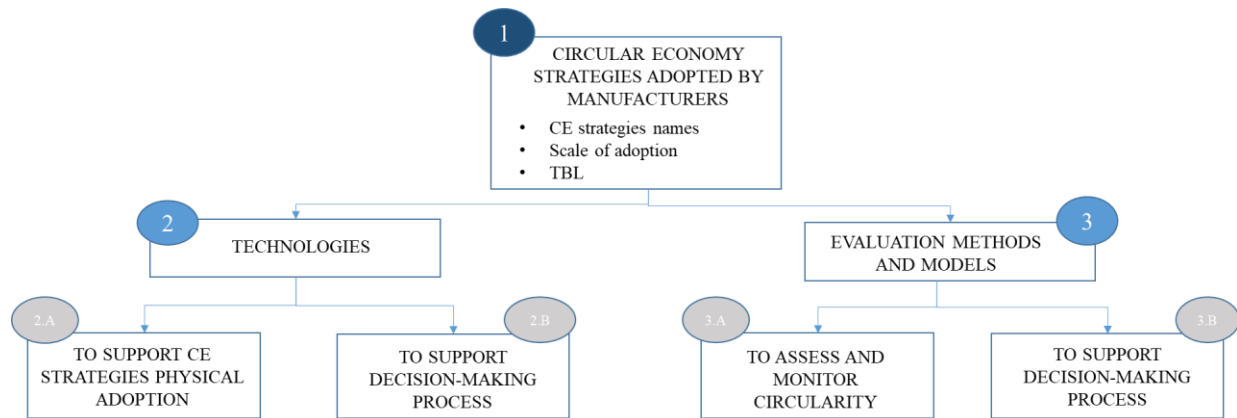 1
CIRCULAR ECONOMY
STRATEGIES ADOPTED BY
MANUFACTURERS
• CE strategies names
• Scale of adoption
• TBL
2
TECHNOLOGIES
3
EVALUATION METHODS
AND MODELS
2.A
TO SUPPORT CE
STRATEGIES PHYSICAL
ADOPTION
2.B
TO SUPPORT
DECISION-MAKING
PROCESS
3.A
TO ASSESS AND
MONITOR
CIRCULARITY
3.B
TO SUPPORT
DECISION-MAKING
PROCESS